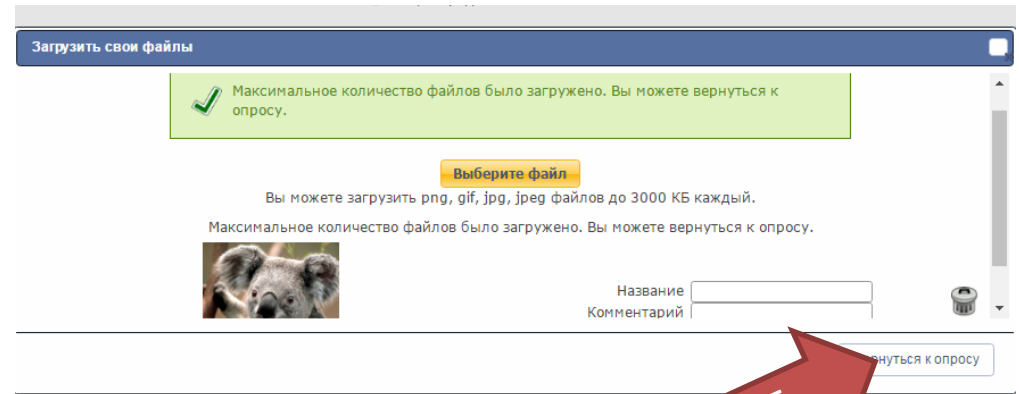 Загрузить свои файлы
Максимальное количество файлов было загружено. Вы можете вернуться к
опросу.
Выберите файл
Вы можете загрузить png, gif, jpg, jpeg файлов до 3000 КБ каждый.
Максимальное количество файлов было загружено. Вы можете вернуться к опросу.
Название
Комментарий
к опросу